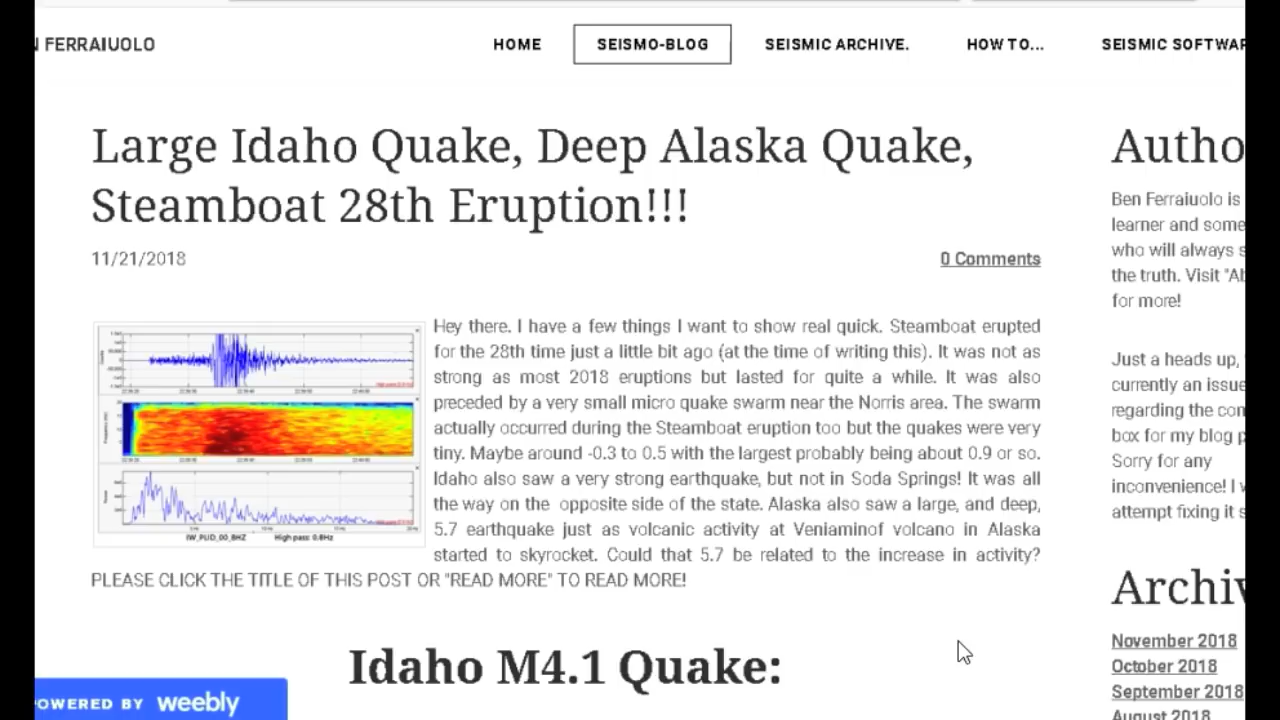 N FERRAIUOLO
HOME
SEISMO-BLOG
SEISMIC ARCHIVE.
HOW TO...
SEISMIC SOFTWAR
Large Idaho Quake, Deep Alaska Quake,
Steamboat 28th Eruption!!!
11/21/2018
0 Comments
Hey there. I have a few things I want to show real quick. Steamboat erupted
for the 28th time just a little bit ago (at the time of writing this). It was not as
strong as most 2018 eruptions but lasted for quite a while. It was also
preceded by a very small micro quake swarm near the Norris area. The swarm
actually occurred during the Steamboat eruption too but the quakes were very
tiny. Maybe around -0.3 to 0.5 with the largest probably being about 0.9 or so.
Idaho also saw a very strong earthquake, but not in Soda Springs! It was all
the way on the opposite side of the state. Alaska also saw a large, and deep,
5.7 earthquake just as volcanic activity at Veniaminof volcano in Alaska
started to skyrocket. Could that 5.7 be related to the increase in activity?
PLEASE CLICK THE TITLE OF THIS POST OR "READ MORE" TO READ MORE!
IW_PLID_00_BHZ
High pass: 0.8Hz
Idaho M4.1 Quake:
POWERED BY weebly
Autho
Ben Ferraiuolo is
learner and some
who will always s
the truth. Visit "Ab
for more!
Just a heads up,
currently an issue
regarding the con
box for my blog p
Sorry for any
inconvenience! I w
attempt fixing it s
Archiv
November 2018
October 2018
September 2018
August 2018